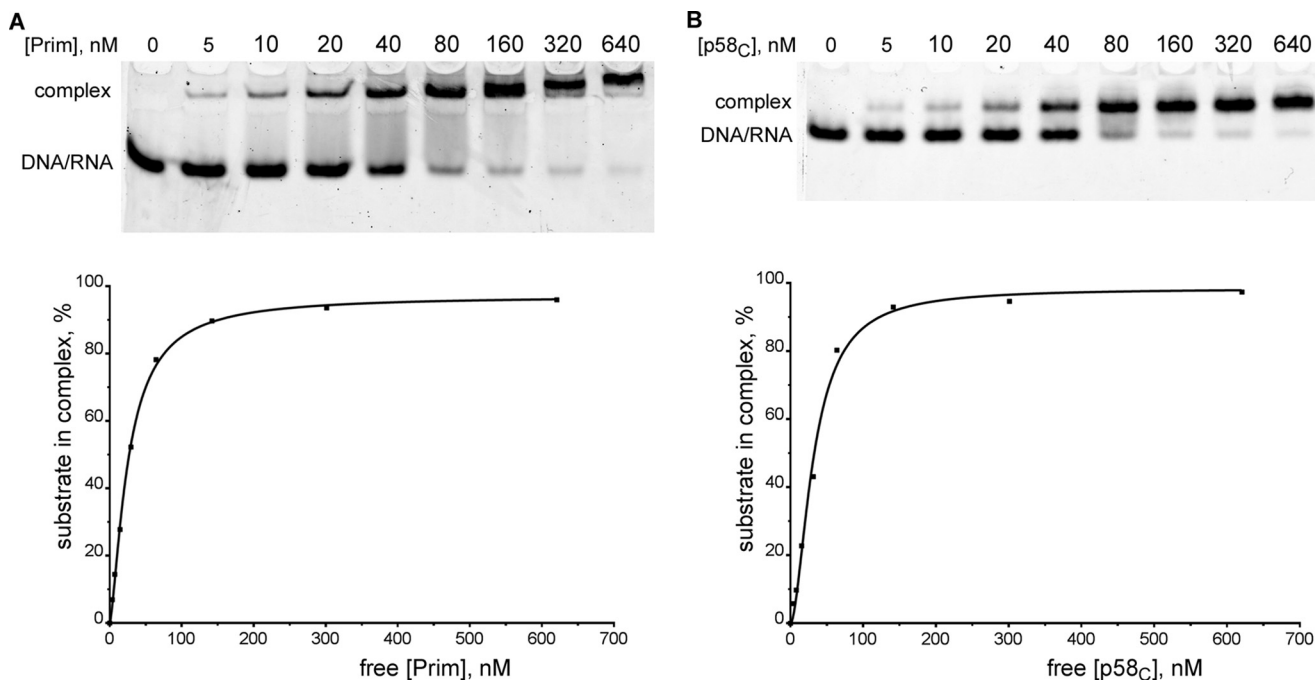 A
[Prim], nM 0 5 10 20 40 80 160 320 640
complex
DNA/RNA
substrate in complex, %
100
80
60
40
20
0
0 100 200 300 400 500 600 700
free [Prim], nM
B
[p58C], nM 0 5 10 20 40 80 160 320 640
complex
DNA/RNA
substrate in complex, %
100
80
60
40
20
0
0 100 200 300 400 500 600 700
free [p58C], nM